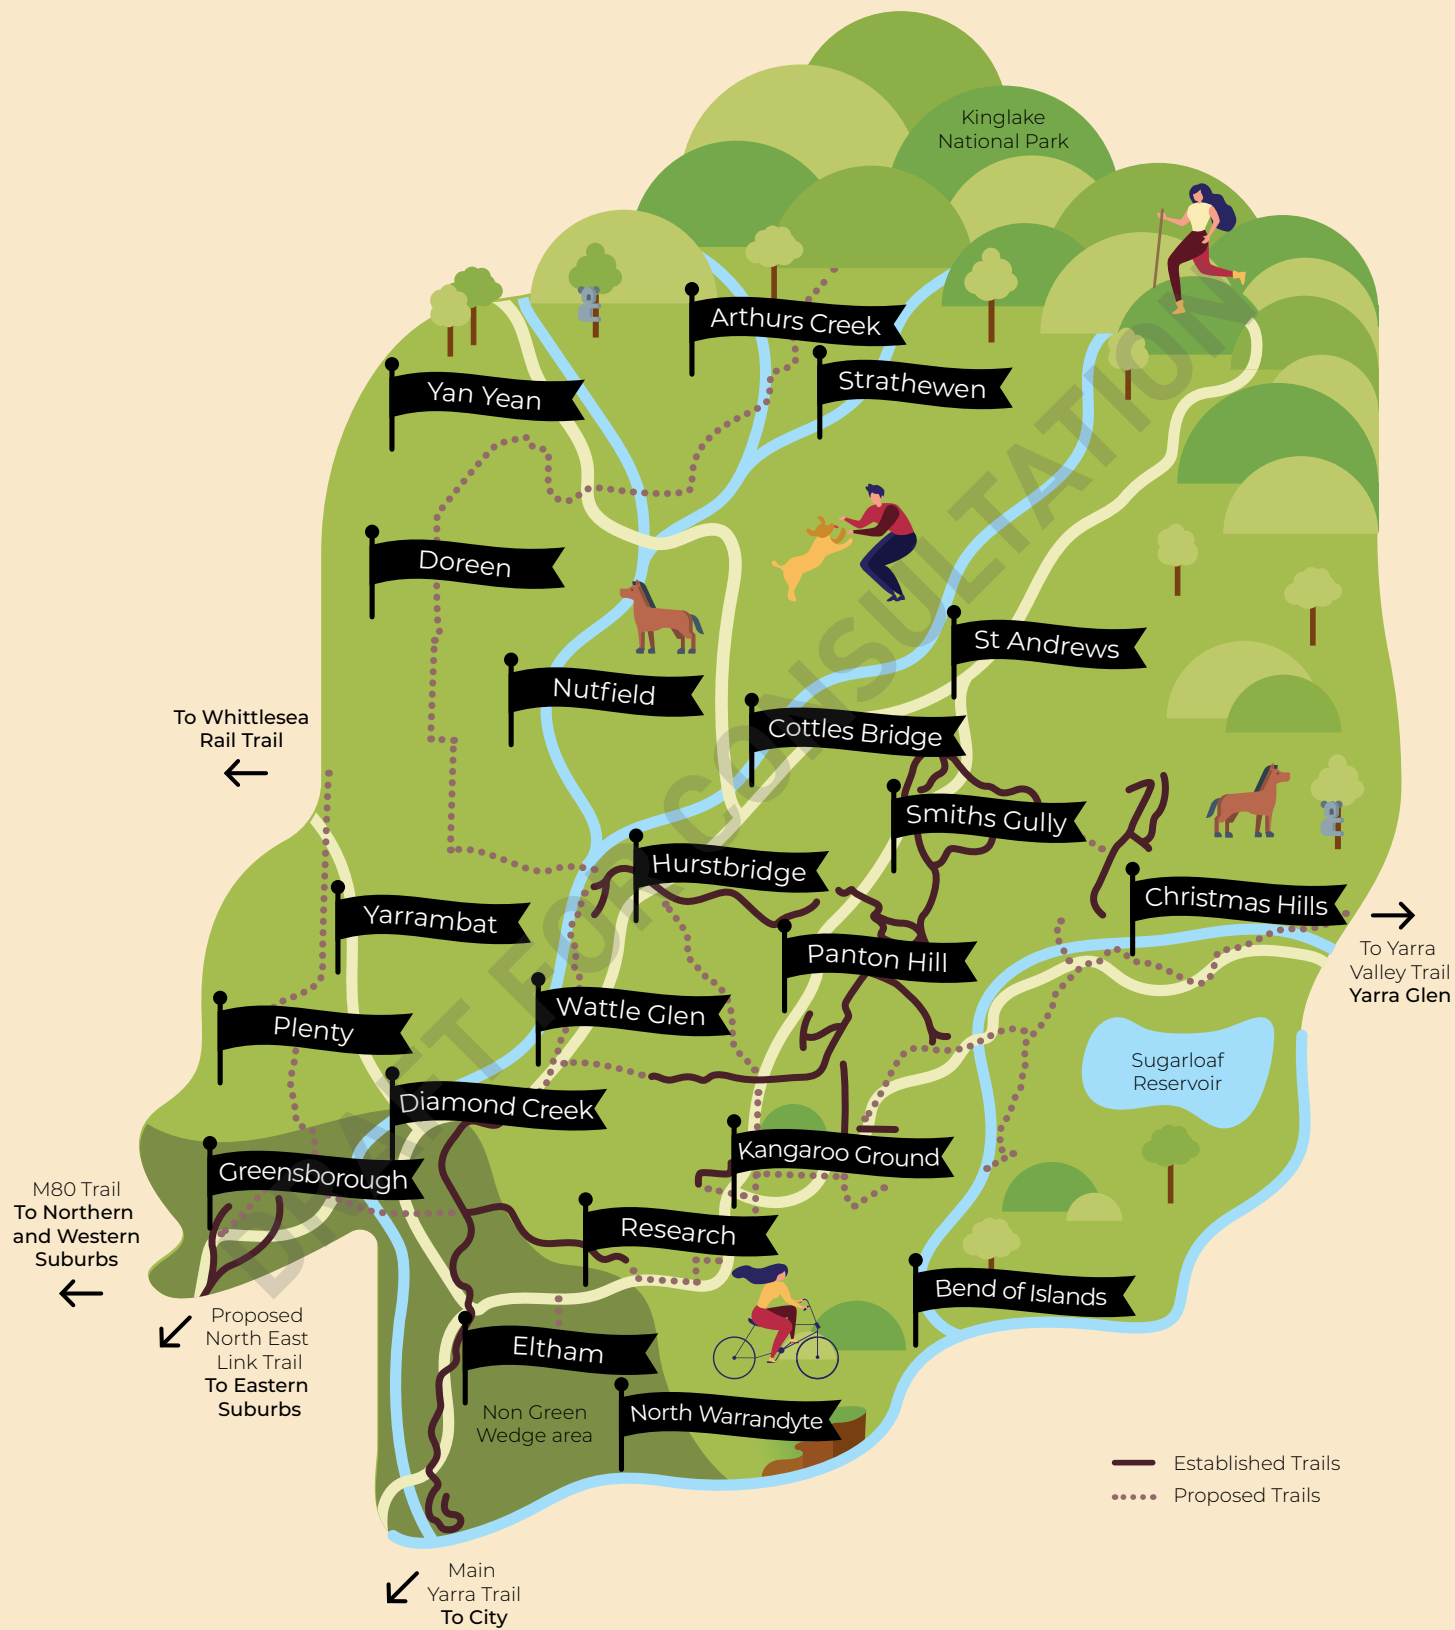 Kinglake
National Park
Arthurs Creek
Strathewen
Yan Yean
Doreen
St Andrews
Nutfield
To Whittlesea
Rail Trail
Cottles Bridge
Smiths Gully
Hurstbridge
Christmas Hills
Yarrambat
To Yarra
Valley Trail
Yarra Glen
Panton Hill
Wattle Glen
Plenty
Sugarloaf
Reservoir
Diamond Creek
Kangaroo Ground
Greensborough
M80 Trail
To Northern
and Western
Suburbs
Research
Bend of Islands
Proposed
North East
Link Trail
To Eastern
Suburbs
Eltham
Non Green
Wedge area
North Warrandyte
Established Trails
Proposed Trails
Main
Yarra Trail
To City
DRAFT FOR CONSULTATION